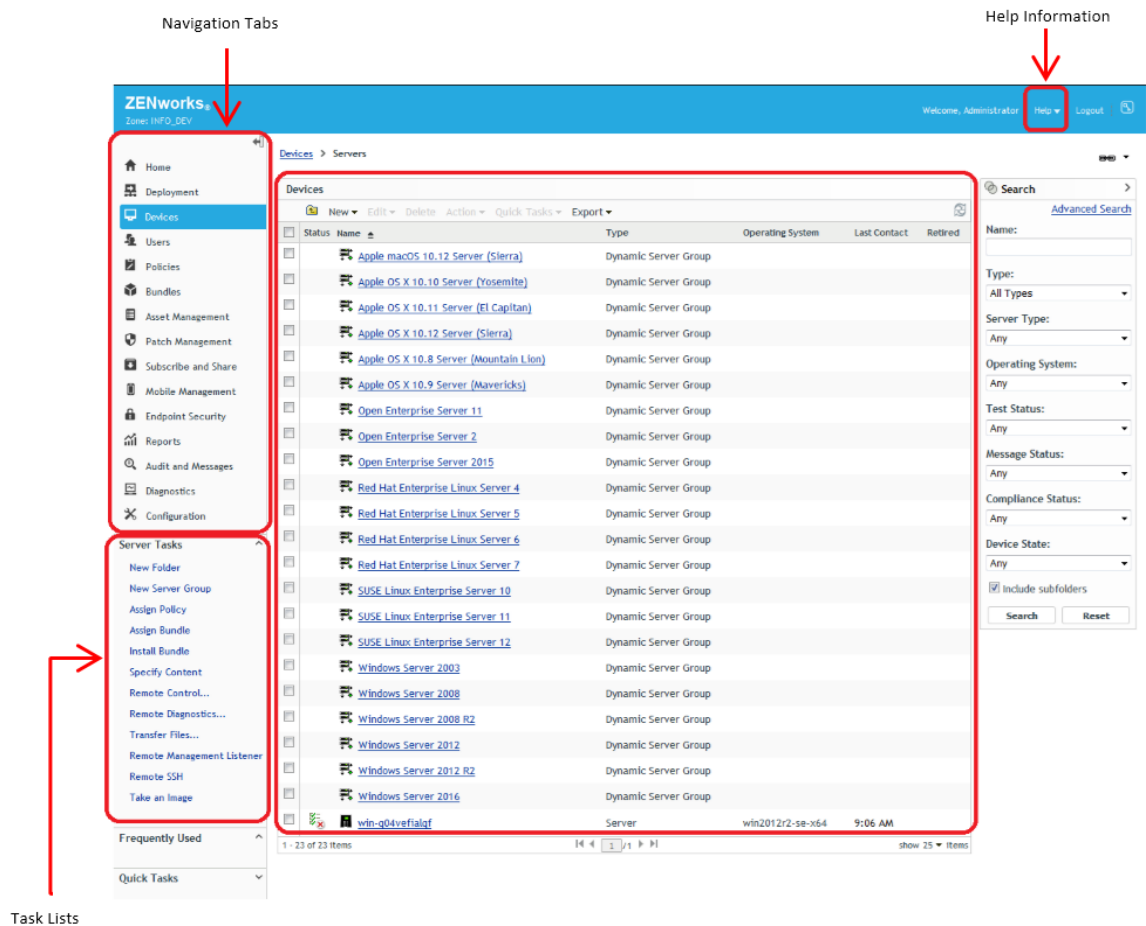 Navigation Tabs
Help Information
ZENworks®
Zone: INFO_DEV
Welcome, Administrator Help Logout
Home
Deployment
Devices
Users
Policies
Bundles
Asset Management
Patch Management
Subscribe and Share
Mobile Management
Endpoint Security
Reports
Audit and Messages
Diagnostics
Configuration
Server Tasks
New Folder
New Server Group
Assign Policy
Assign Bundle
Install Bundle
Specify Content
Remote Control...
Remote Diagnostics...
Transfer Files...
Remote Management Listener
Remote SSH
Take an Image
Frequently Used
Quick Tasks
Task Lists
Devices > Servers
Devices
New Edit Delete Action Quick Tasks Export
Status Name Type Operating System Last Contact Retired
Apple macOS 10.12 Server (Sierra) Dynamic Server Group
Apple OS X 10.10 Server (Yosemite) Dynamic Server Group
Apple OS X 10.11 Server (El Capitan) Dynamic Server Group
Apple OS X 10.12 Server (Sierra) Dynamic Server Group
Apple OS X 10.8 Server (Mountain Lion) Dynamic Server Group
Apple OS X 10.9 Server (Mavericks) Dynamic Server Group
Open Enterprise Server 11 Dynamic Server Group
Open Enterprise Server 2 Dynamic Server Group
Open Enterprise Server 2015 Dynamic Server Group
Red Hat Enterprise Linux Server 4 Dynamic Server Group
Red Hat Enterprise Linux Server 5 Dynamic Server Group
Red Hat Enterprise Linux Server 6 Dynamic Server Group
Red Hat Enterprise Linux Server 7 Dynamic Server Group
SUSE Linux Enterprise Server 10 Dynamic Server Group
SUSE Linux Enterprise Server 11 Dynamic Server Group
SUSE Linux Enterprise Server 12 Dynamic Server Group
Windows Server 2003 Dynamic Server Group
Windows Server 2008 Dynamic Server Group
Windows Server 2008 R2 Dynamic Server Group
Windows Server 2012 Dynamic Server Group
Windows Server 2012 R2 Dynamic Server Group
Windows Server 2016 Dynamic Server Group
Server win2012r2-se-x64 9:06 AM
1 - 23 of 23 items 1 /1 show 25 items
Search
Advanced Search
Name:
Type:
All Types
Server Type:
Any
Operating System:
Any
Test Status:
Any
Message Status:
Any
Compliance Status:
Any
Device State:
Any
Include subfolders
Search Reset